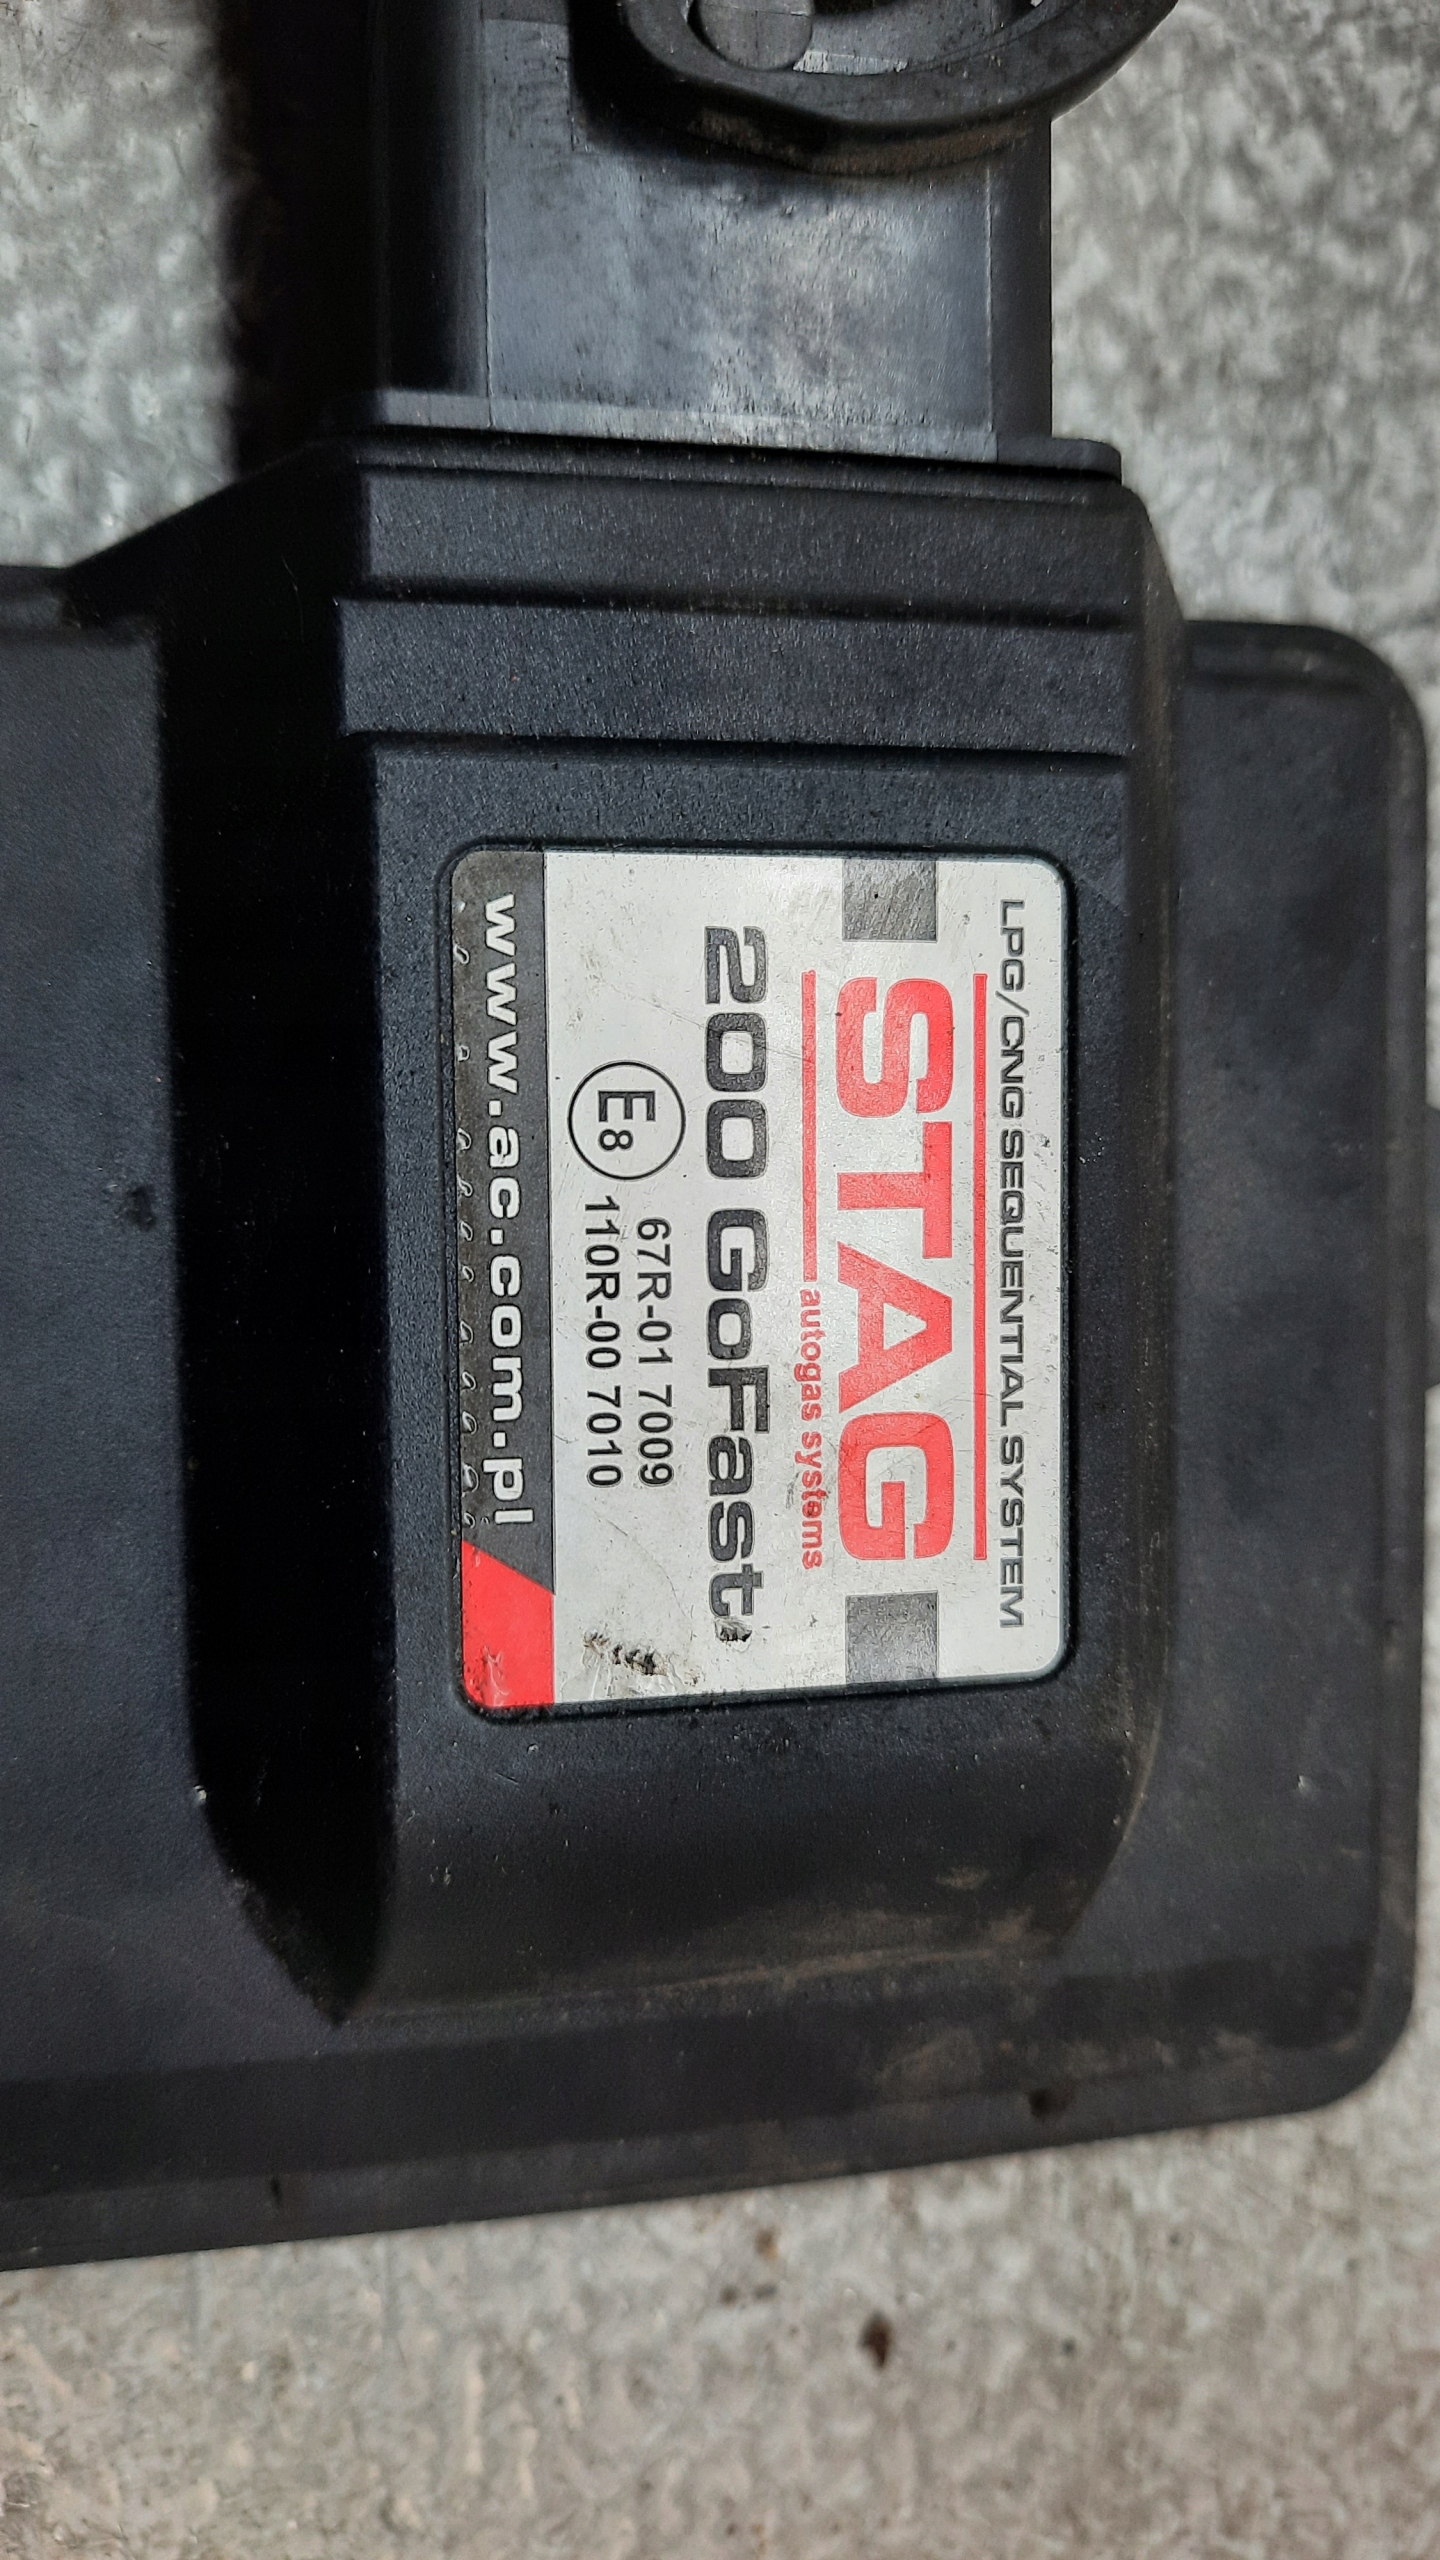 LPG/CNG SEQUENTIAL SYSTEM
STAG
autogas systems
200 GoFast
E8 67R-01 7009
110R-00 7010
www.ac.com.pl